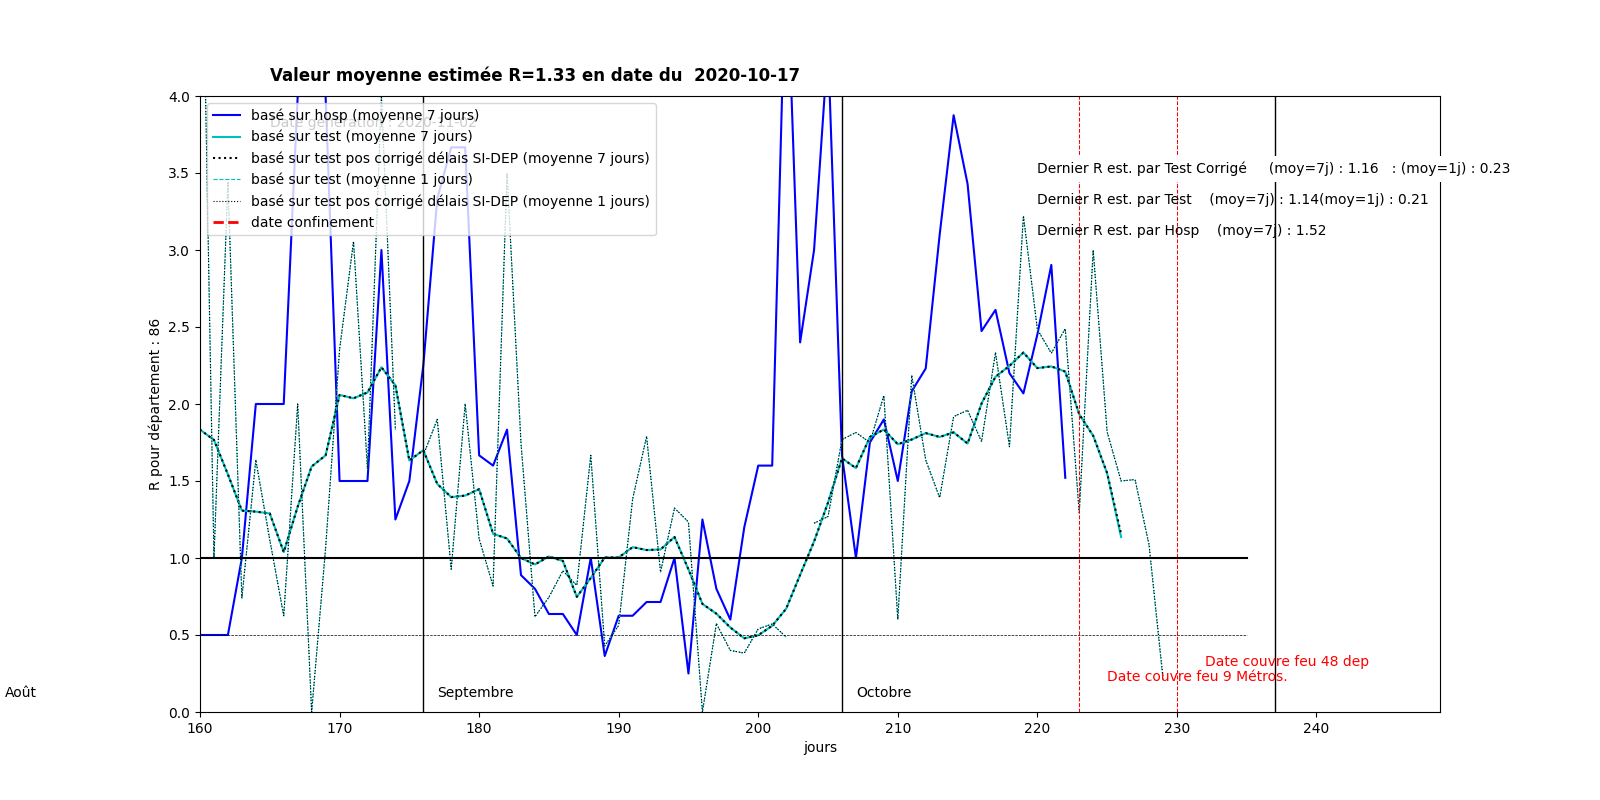 Valeur moyenne estimée R=1.33 en date du  2020-10-17
4.0
basé sur hosp (moyenne 7 jours)
Date génération : 2020-11-02
basé sur test (moyenne 7 jours)
basé sur test pos corrigé délais SI-DEP (moyenne 7 jours)
basé sur test (moyenne 1 jours)
basé sur test pos corrigé délais SI-DEP (moyenne 1 jours)
date confinement
Dernier R est. par Test Corrigé     (moy=7j) : 1.16   : (moy=1j) : 0.23
Dernier R est. par Test    (moy=7j) : 1.14(moy=1j) : 0.21
Dernier R est. par Hosp    (moy=7j) : 1.52
3.5
3.0
2.5
2.0
1.5
1.0
0.5
0.0
R pour département : 86
Date couvre feu 48 dep
Date couvre feu 9 Métros.
Août
Septembre
Octobre
160 170 180 190 200 210 220 230 240
jours